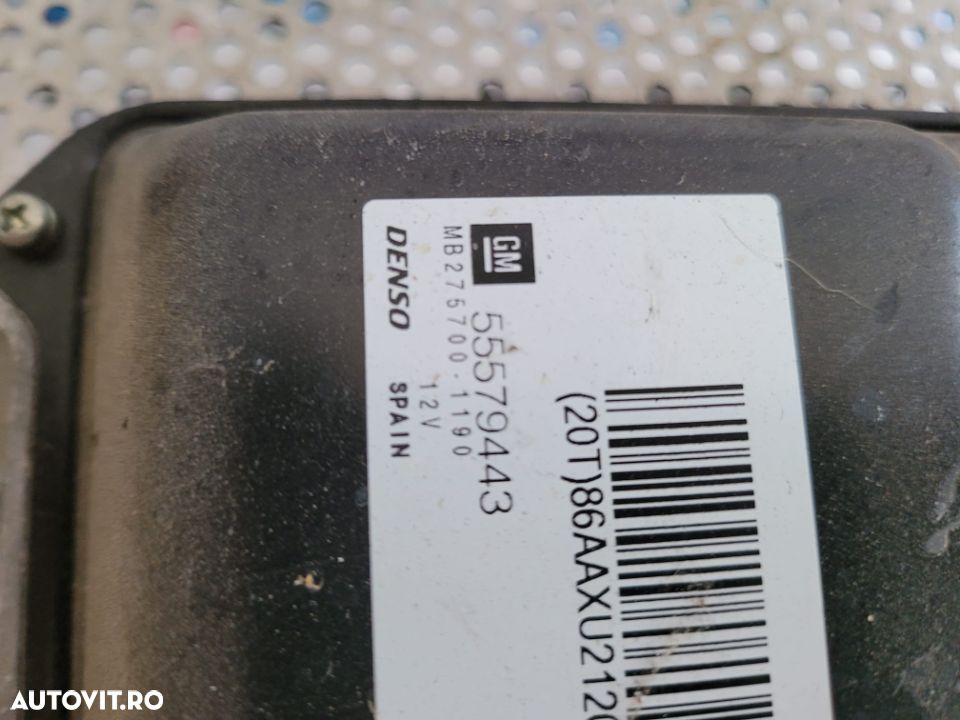 GM 55579443
MB275700-1190
12V
DENSO SPAIN
(20T)86AAXU212
AUTOVIT.RO